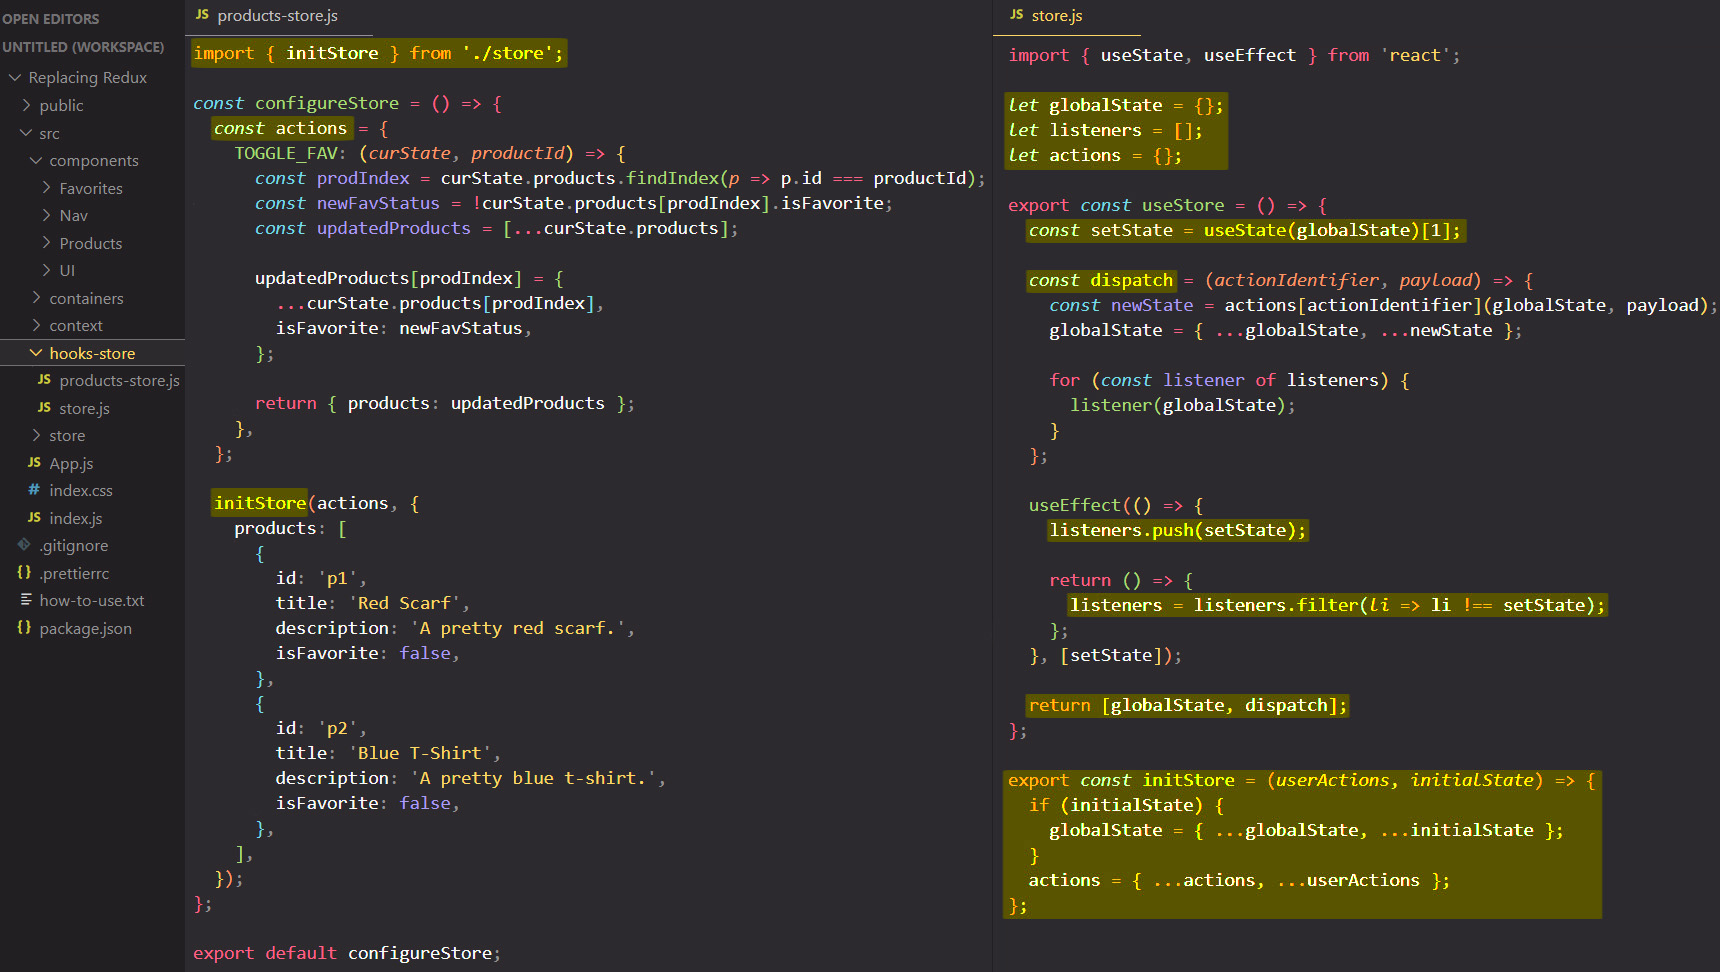 OPEN EDITORS
UNTITLED (WORKSPACE)
Replacing Redux
public
src
components
Favorites
Nav
Products
UI
containers
context
hooks-store
JS products-store.js
JS store.js
store
JS App.js
# index.css
JS index.js
.gitignore
{} .prettierrc
how-to-use.txt
{} package.json
JS products-store.js
import { initStore } from './store';
const configureStore = () => {
const actions = {
TOGGLE_FAV: (curState, productId) => {
const prodIndex = curState.products.findIndex(p => p.id === productId);
const newFavStatus = !curState.products[prodIndex].isFavorite;
const updatedProducts = [...curState.products];
updatedProducts[prodIndex] = {
...curState.products[prodIndex],
isFavorite: newFavStatus,
};
return { products: updatedProducts };
},
};
initStore(actions, {
products: [
{
id: 'p1',
title: 'Red Scarf',
description: 'A pretty red scarf.',
isFavorite: false,
},
{
id: 'p2',
title: 'Blue T-Shirt',
description: 'A pretty blue t-shirt.',
isFavorite: false,
},
],
});
};
export default configureStore;
JS store.js
import { useState, useEffect } from 'react';
let globalState = {};
let listeners = [];
let actions = {};
export const useStore = () => {
const setState = useState(globalState)[1];
const dispatch = (actionIdentifier, payload) => {
const newState = actions[actionIdentifier](globalState, payload);
globalState = { ...globalState, ...newState };
for (const listener of listeners) {
listener(globalState);
}
};
useEffect(() => {
listeners.push(setState);
return () => {
listeners = listeners.filter(li => li !== setState);
};
}, [setState]);
return [globalState, dispatch];
};
export const initStore = (userActions, initialState) => {
if (initialState) {
globalState = { ...globalState, ...initialState };
}
actions = { ...actions, ...userActions };
};